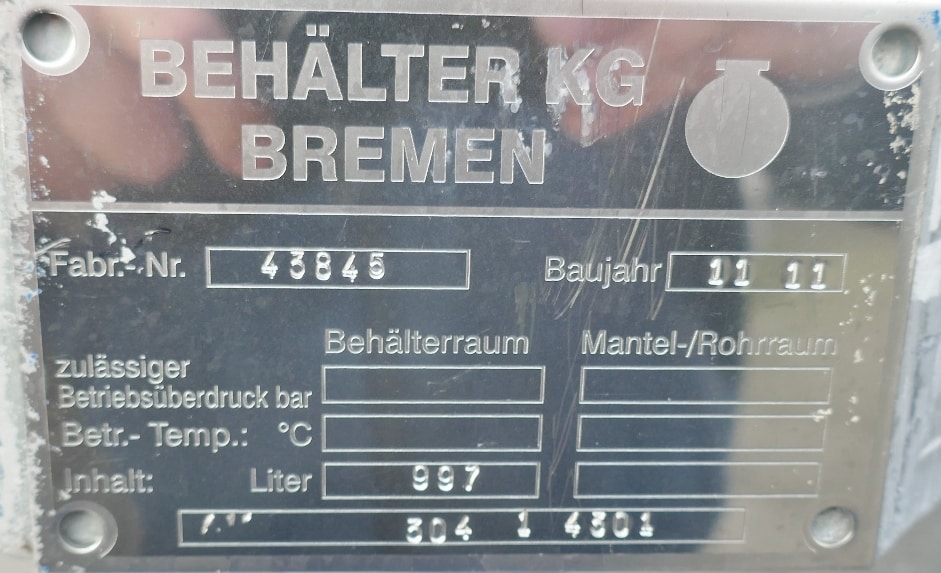 BEHÄLTER KG
BREMEN
Fabr.- Nr. 43845 Baujahr 11 11
Behälterraum Mantel-/Rohrraum
zulässiger
Betriebsüberdruck bar
Betr.- Temp.: °C
Inhalt: Liter 997
304 1 4301